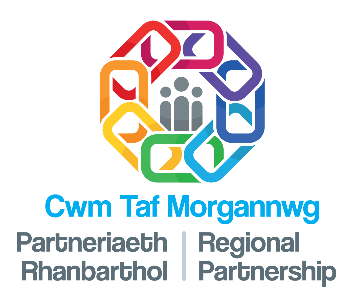 Cwm Taf Morgannwg
Partneriaeth
Rhanbarthol
Regional
Partnership